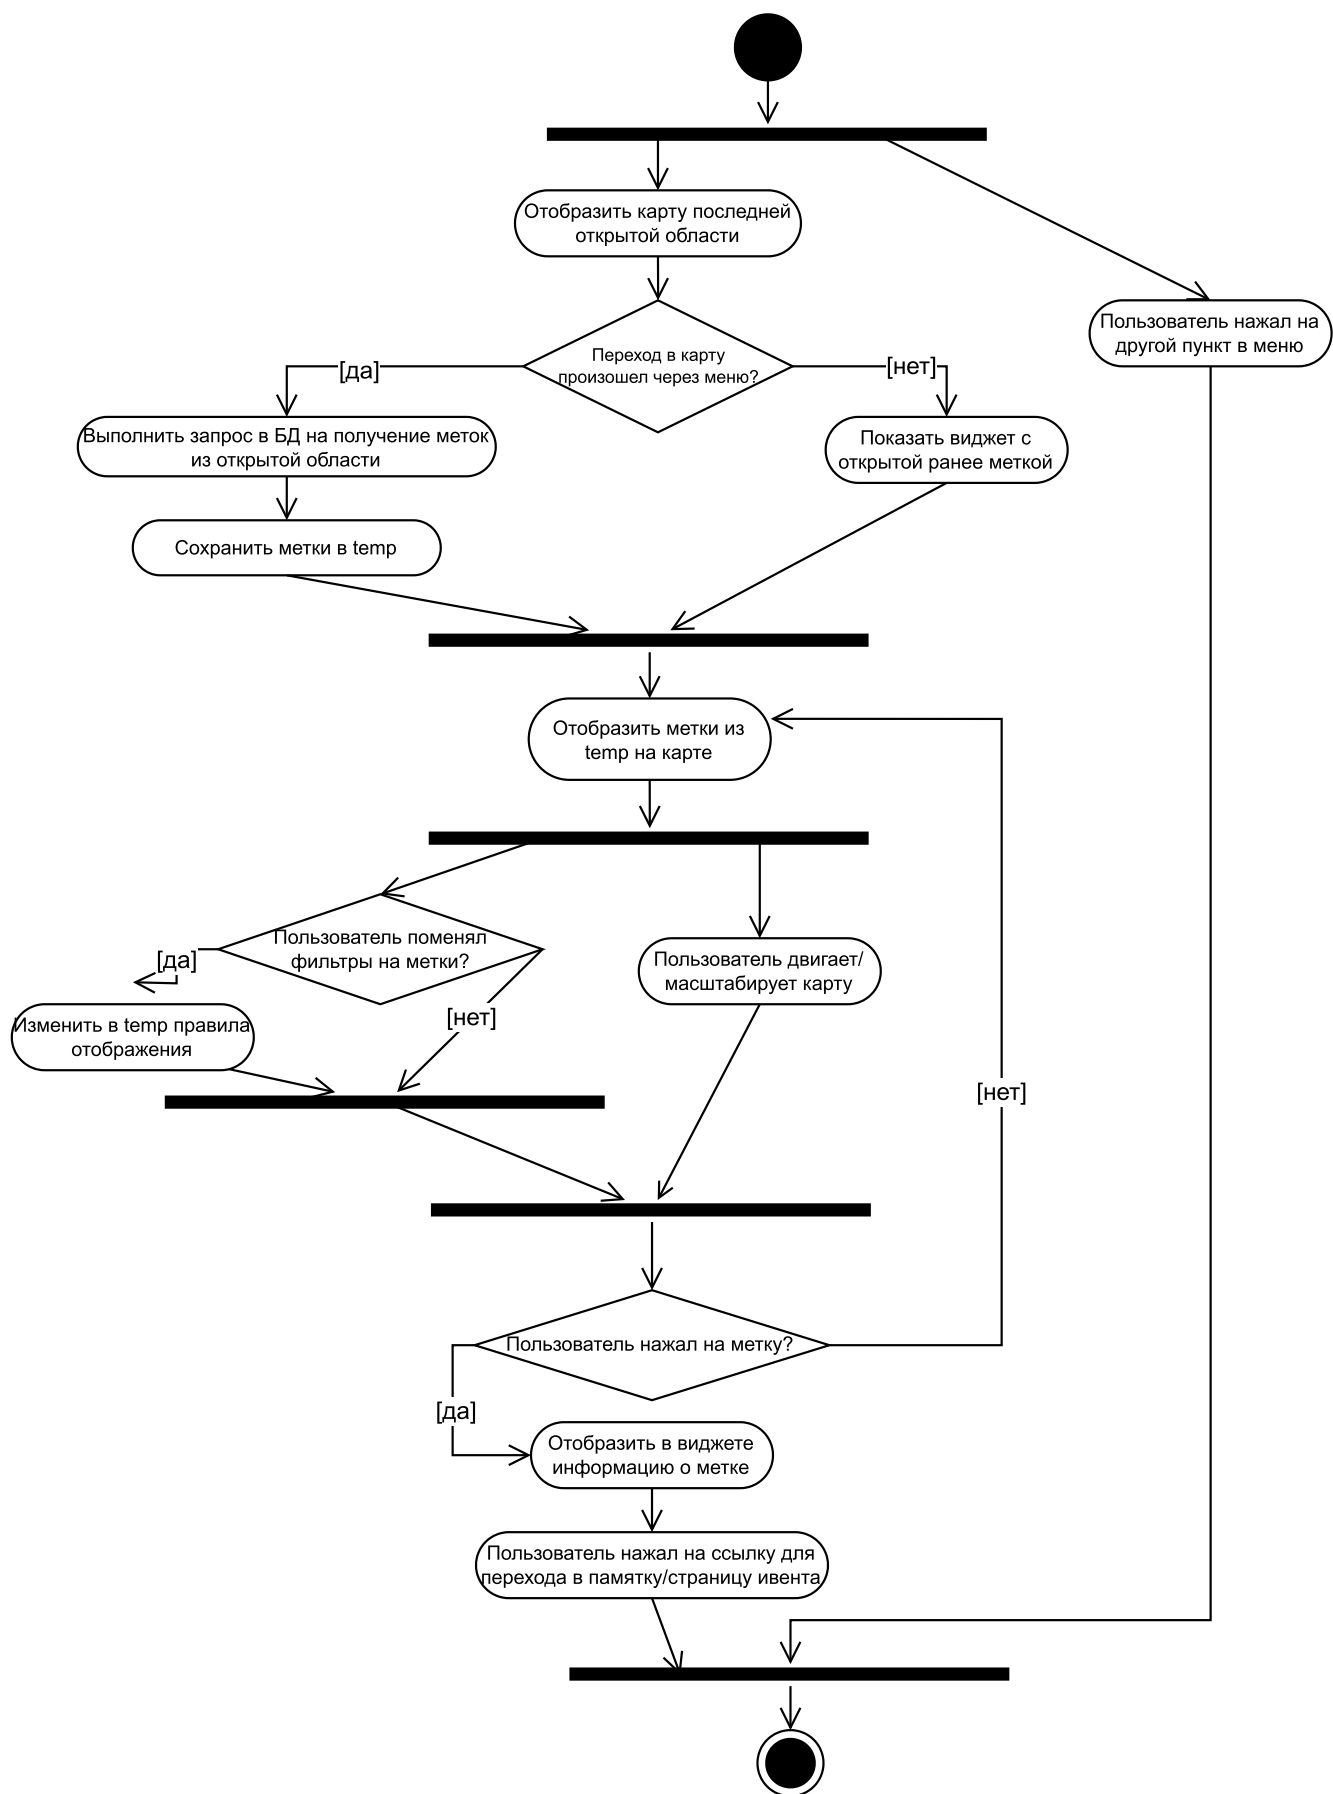 Отобразить карту последней
открытой области
Пользователь нажал на
другой пункт в меню
Переход в карту
произошел через меню?
[да]
[нет]
Выполнить запрос в БД на получение меток
из открытой области
Показать виджет с
открытой ранее меткой
Сохранить метки в temp
Отобразить метки из
temp на карте
Пользователь поменял
фильтры на метки?
[да]
[нет]
Пользователь двигает/
масштабирует карту
Изменить в temp правила
отображения
[нет]
Пользователь нажал на метку?
[да]
Отобразить в виджете
информацию о метке
Пользователь нажал на ссылку для
перехода в памятку/страницу ивента